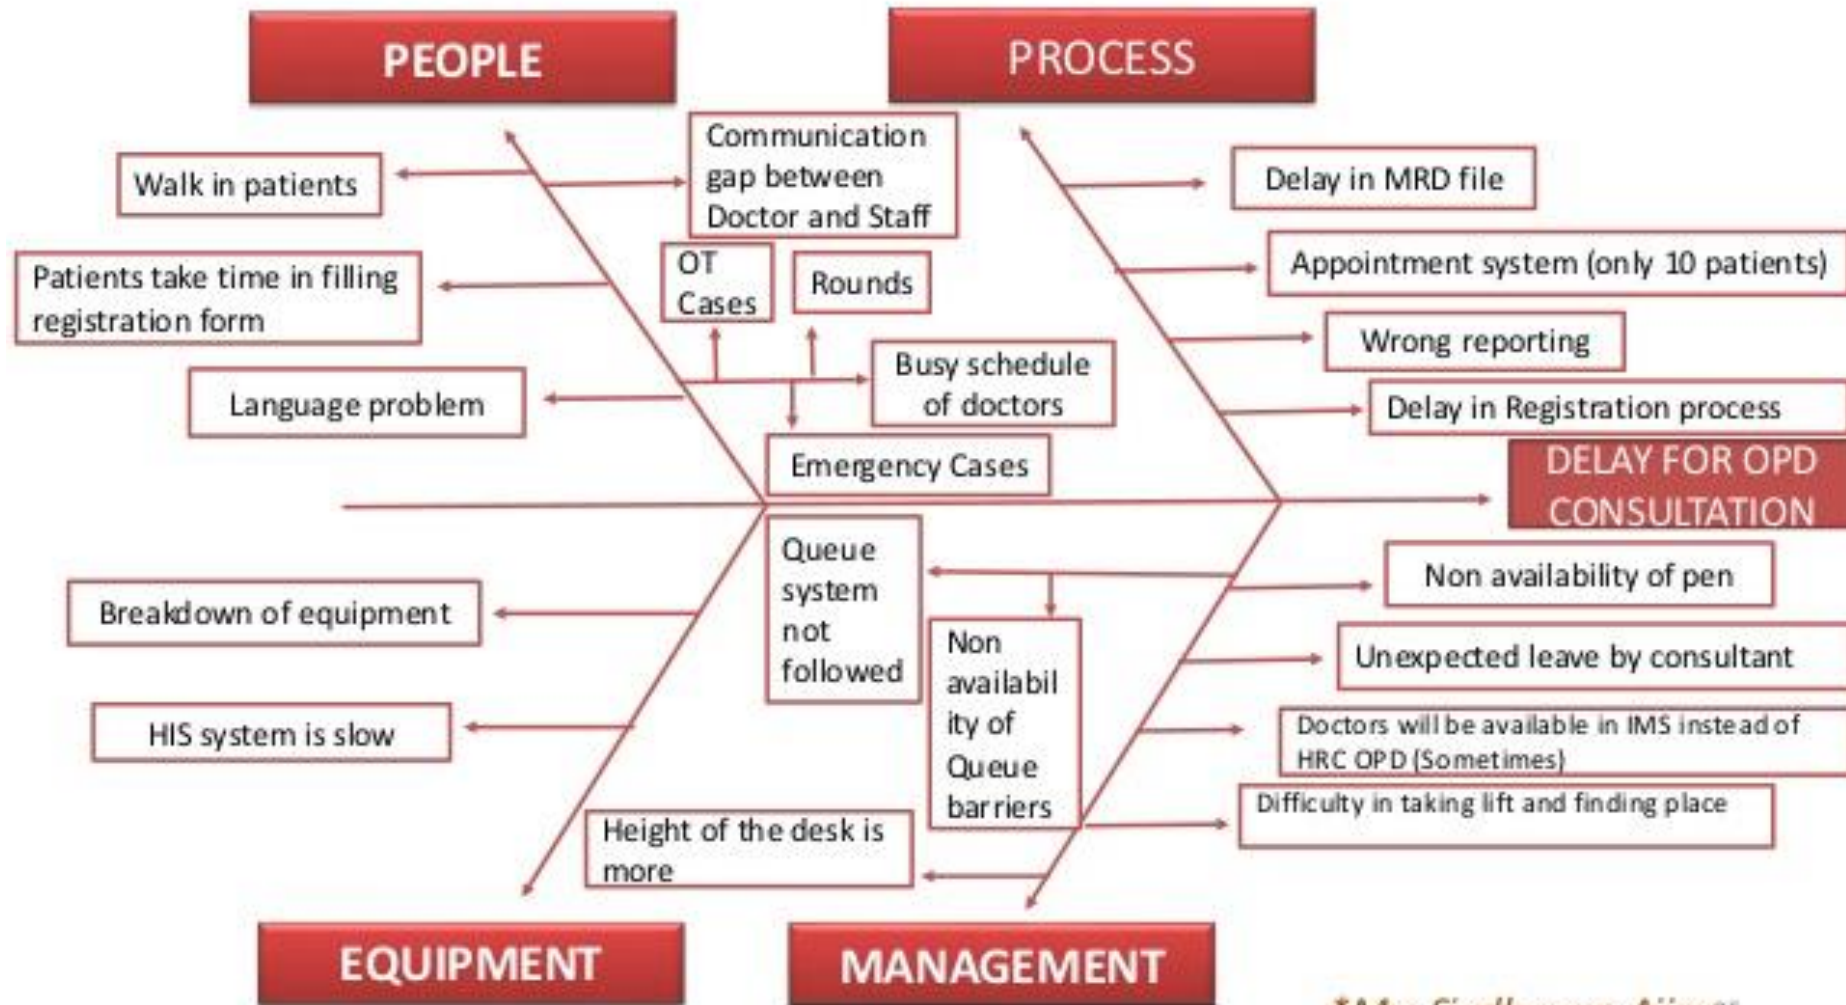 PEOPLE
PROCESS
Walk in patients
Communication
gap between
Doctor and Staff
Delay in MRD file
Patients take time in filling
registration form
OT
Cases
Rounds
Appointment system (only 10 patients)
Wrong reporting
Language problem
Busy schedule
of doctors
Delay in Registration process
Emergency Cases
DELAY FOR OPD
CONSULTATION
Queue
system
not
followed
Non availability of pen
Breakdown of equipment
Non
availabil
ity of
Queue
barriers
Unexpected leave by consultant
HIS system is slow
Doctors will be available in IMS instead of
HRC OPD (Sometimes)
Difficulty in taking lift and finding place
Height of the desk is
more
EQUIPMENT
MANAGEMENT